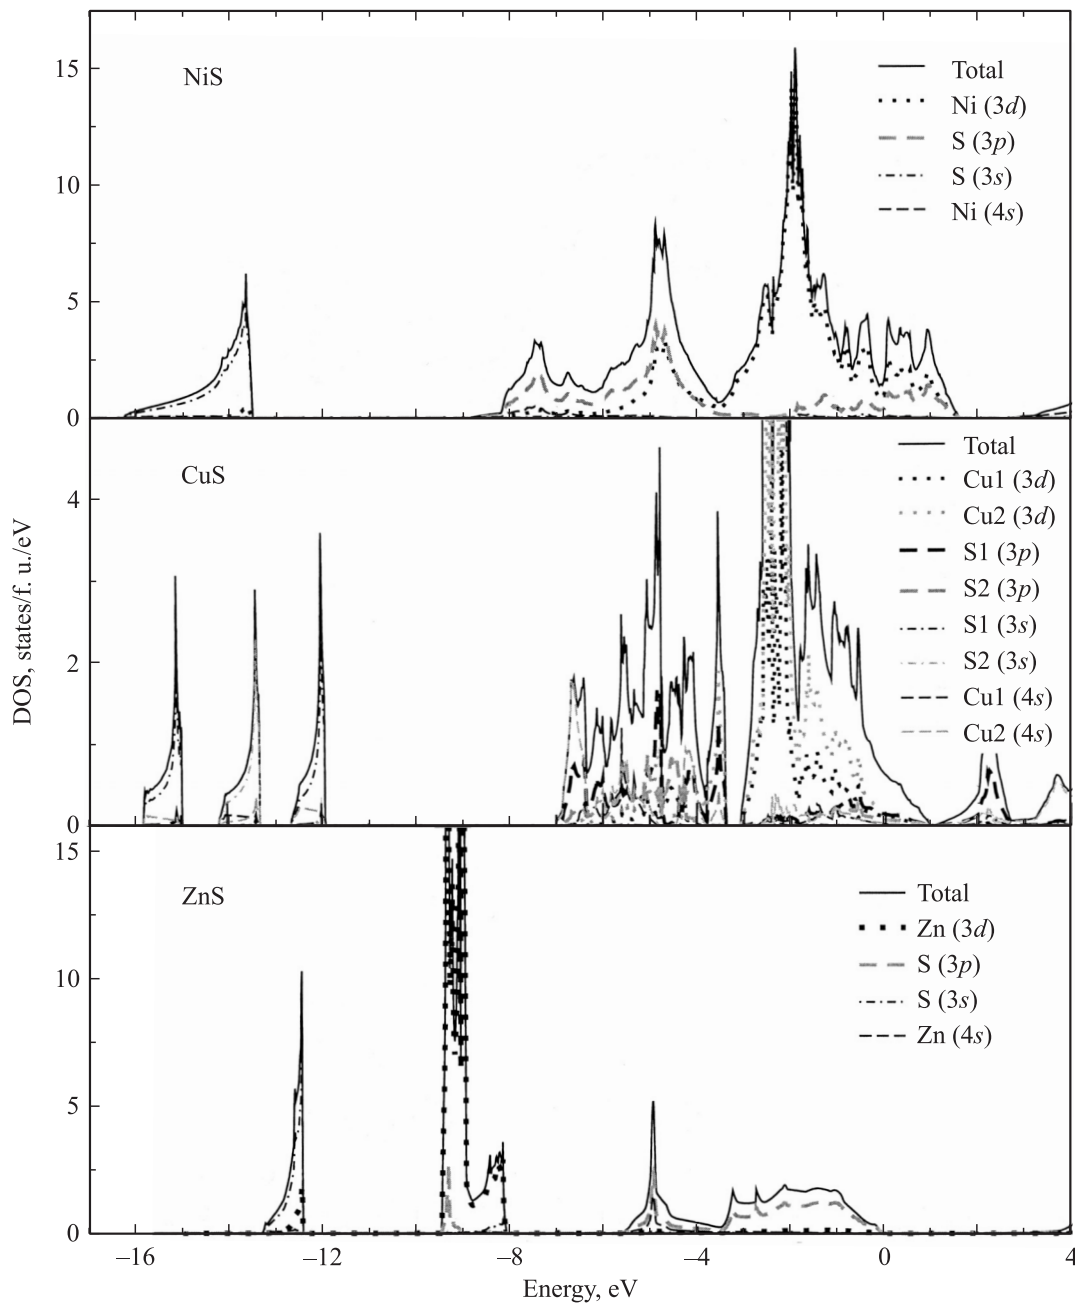 NiS
15
10
5
0
Total
Ni (3d)
S (3p)
S (3s)
Ni (4s)
CuS
4
2
0
Total
Cu1 (3d)
Cu2 (3d)
S1 (3p)
S2 (3p)
S1 (3s)
S2 (3s)
Cu1 (4s)
Cu2 (4s)
DOS, states/f. u./eV
ZnS
15
10
5
0
Total
Zn (3d)
S (3p)
S (3s)
Zn (4s)
–16 –12 –8 –4 0 4
Energy, eV